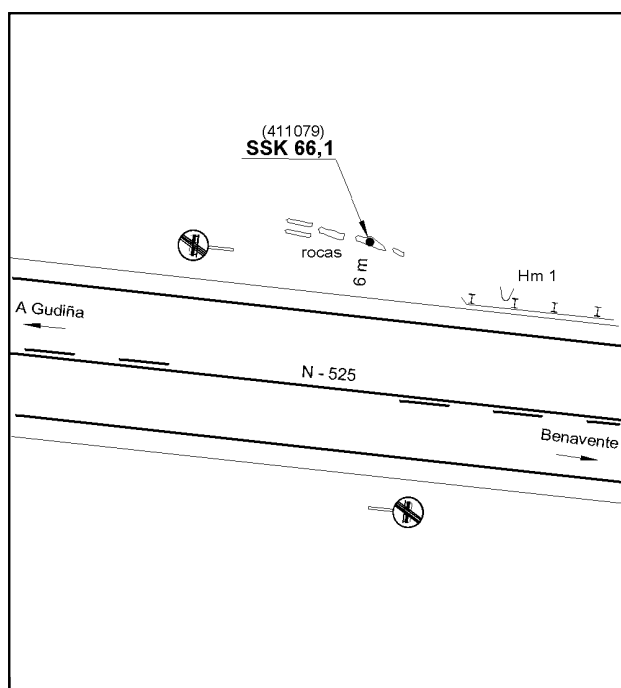 (411079)
SSK 66,1
rocas
6 m
Hm 1
A Gudiña
N - 525
Benavente